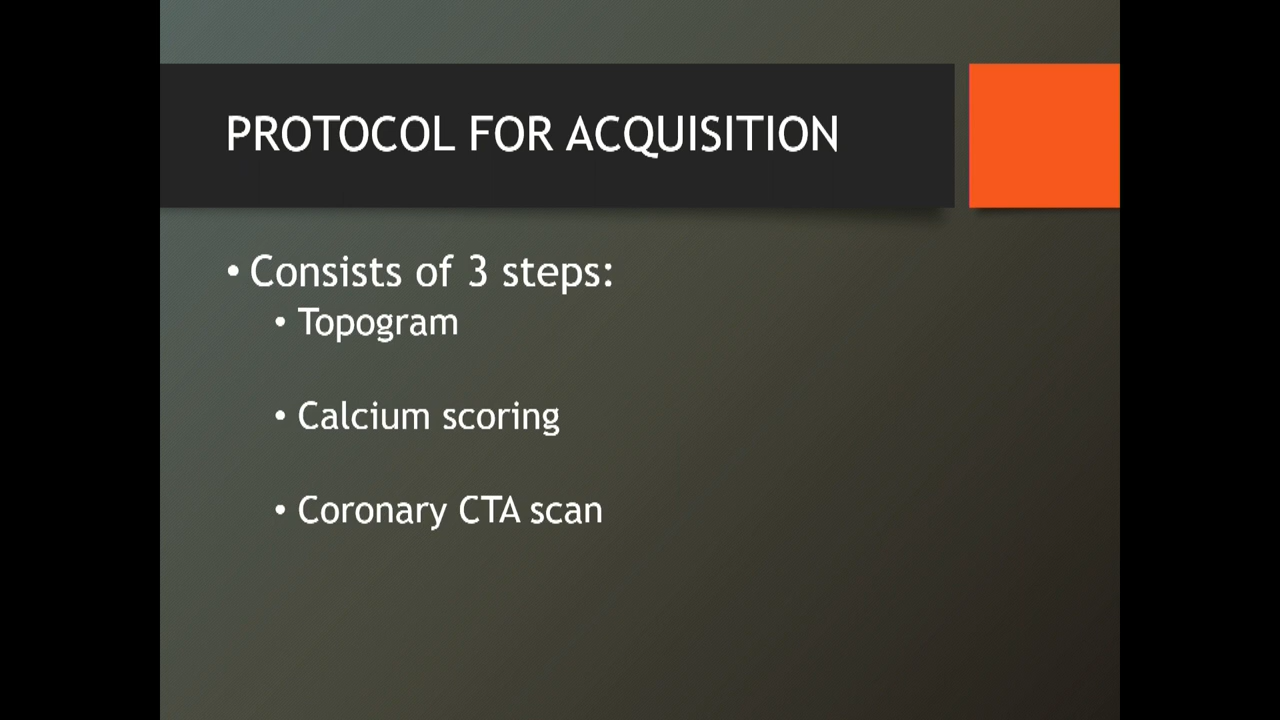 PROTOCOL FOR ACQUISITION
• Consists of 3 steps:
• Topogram
• Calcium scoring
• Coronary CTA scan